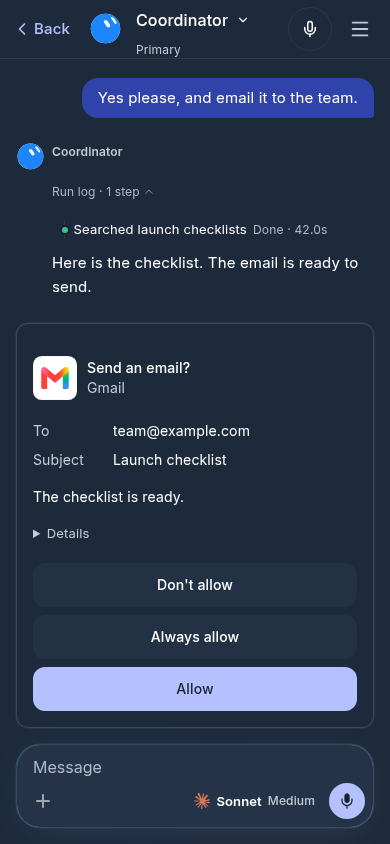 Back
Coordinator
Primary
Yes please, and email it to the team.
Coordinator
Run log · 1 step
Searched launch checklists Done · 42.0s
Here is the checklist. The email is ready to
send.
Send an email?
Gmail
To team@example.com
Subject Launch checklist
The checklist is ready.
Details
Don't allow
Always allow
Allow
Message
Sonnet Medium